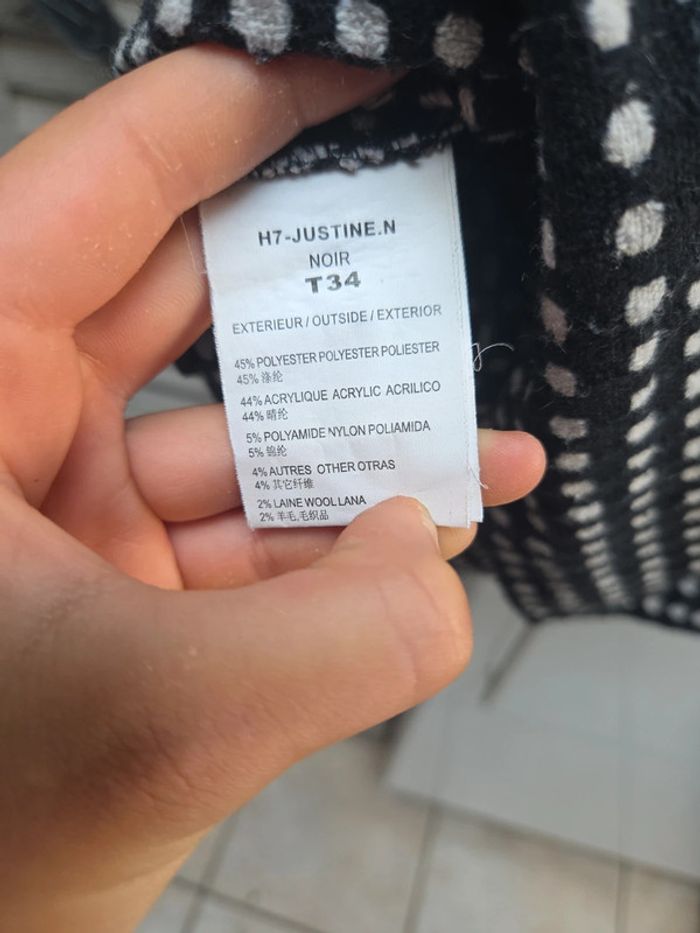 H7-JUSTINE.N
NOIR
T34
EXTERIEUR / OUTSIDE / EXTERIOR
45% POLYESTER POLYESTER POLIESTER
45% 涤纶
44% ACRYLIQUE ACRYLIC ACRILICO
44% 晴纶
5% POLYAMIDE NYLON POLIAMIDA
5% 锦纶
4% AUTRES OTHER OTRAS
4% 其它纤维
2% LAINE WOOL LANA
2% 羊毛,毛织品